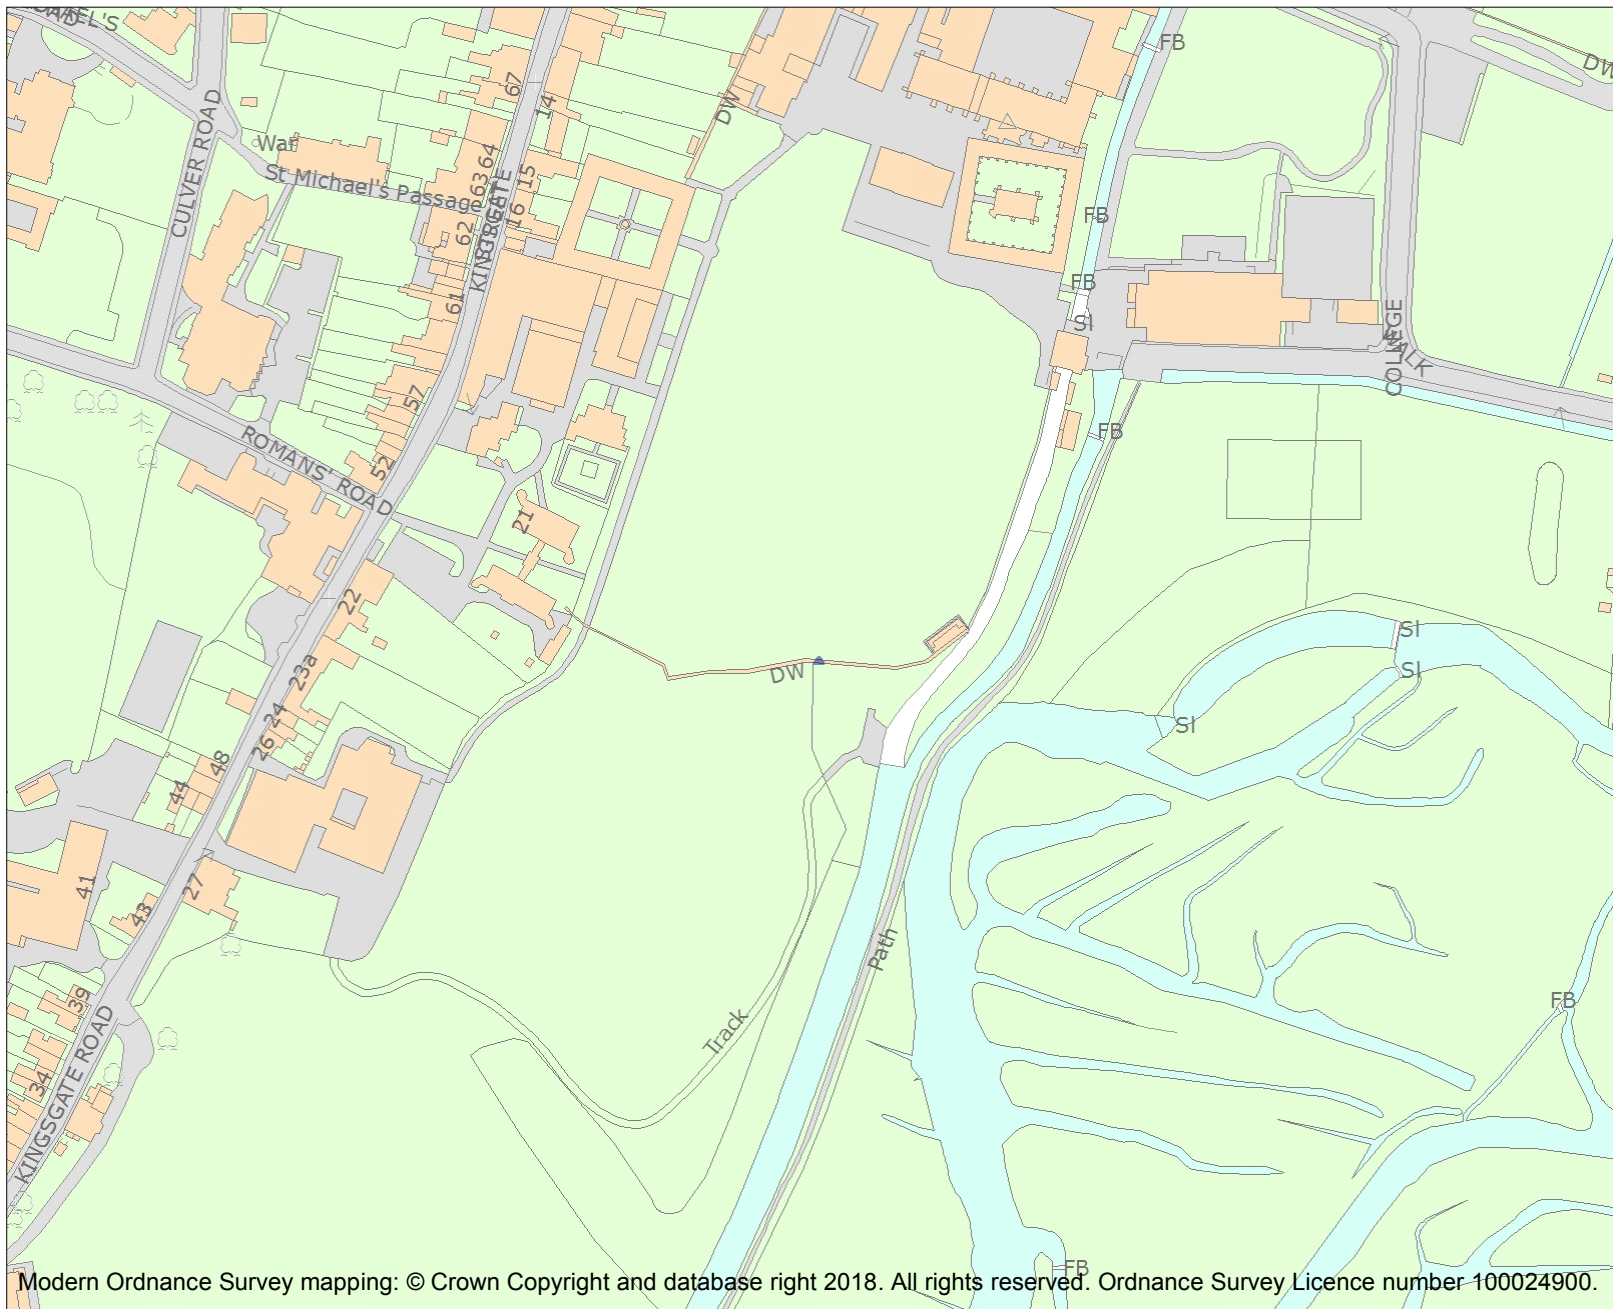 FB
DW
67
14
DW
CULVER ROAD
War
64
63
15
St Michael's Passage
16
62
KINGSGATE
FB
FB
61
SI
COLLEGE
WALK
57
FB
ROMANS' ROAD
52
21
22
SI
23a
DW
SI
24
SI
26
48
44
41
27
43
Path
39
FB
Track
34
KINGSGATE ROAD
FB
Modern Ordnance Survey mapping: © Crown Copyright and database right 2018. All rights reserved. Ordnance Survey Licence number 100024900.